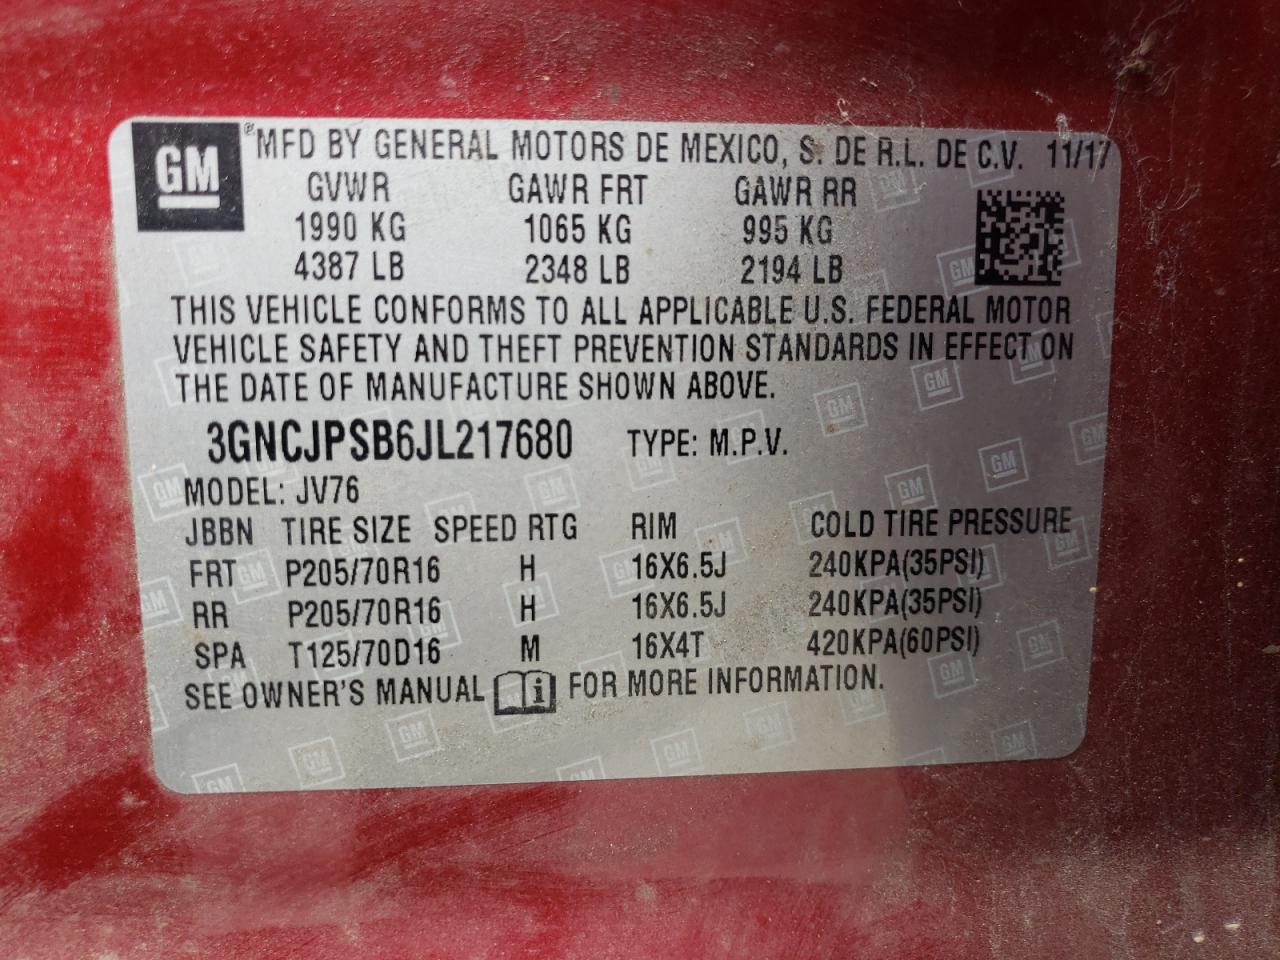 GM ®MFD BY GENERAL MOTORS DE MEXICO, S. DE R.L. DE C.V. 11/17
GVWR GAWR FRT GAWR RR
1990 KG 1065 KG 995 KG
4387 LB 2348 LB 2194 LB
THIS VEHICLE CONFORMS TO ALL APPLICABLE U.S. FEDERAL MOTOR
VEHICLE SAFETY AND THEFT PREVENTION STANDARDS IN EFFECT ON
THE DATE OF MANUFACTURE SHOWN ABOVE.
3GNCJPSB6JL217680 TYPE: M.P.V.
MODEL: JV76
JBBN TIRE SIZE SPEED RTG RIM COLD TIRE PRESSURE
FRT P205/70R16 H 16X6.5J 240KPA(35PSI)
RR P205/70R16 H 16X6.5J 240KPA(35PSI)
SPA T125/70D16 M 16X4T 420KPA(60PSI)
SEE OWNER'S MANUAL i FOR MORE INFORMATION.